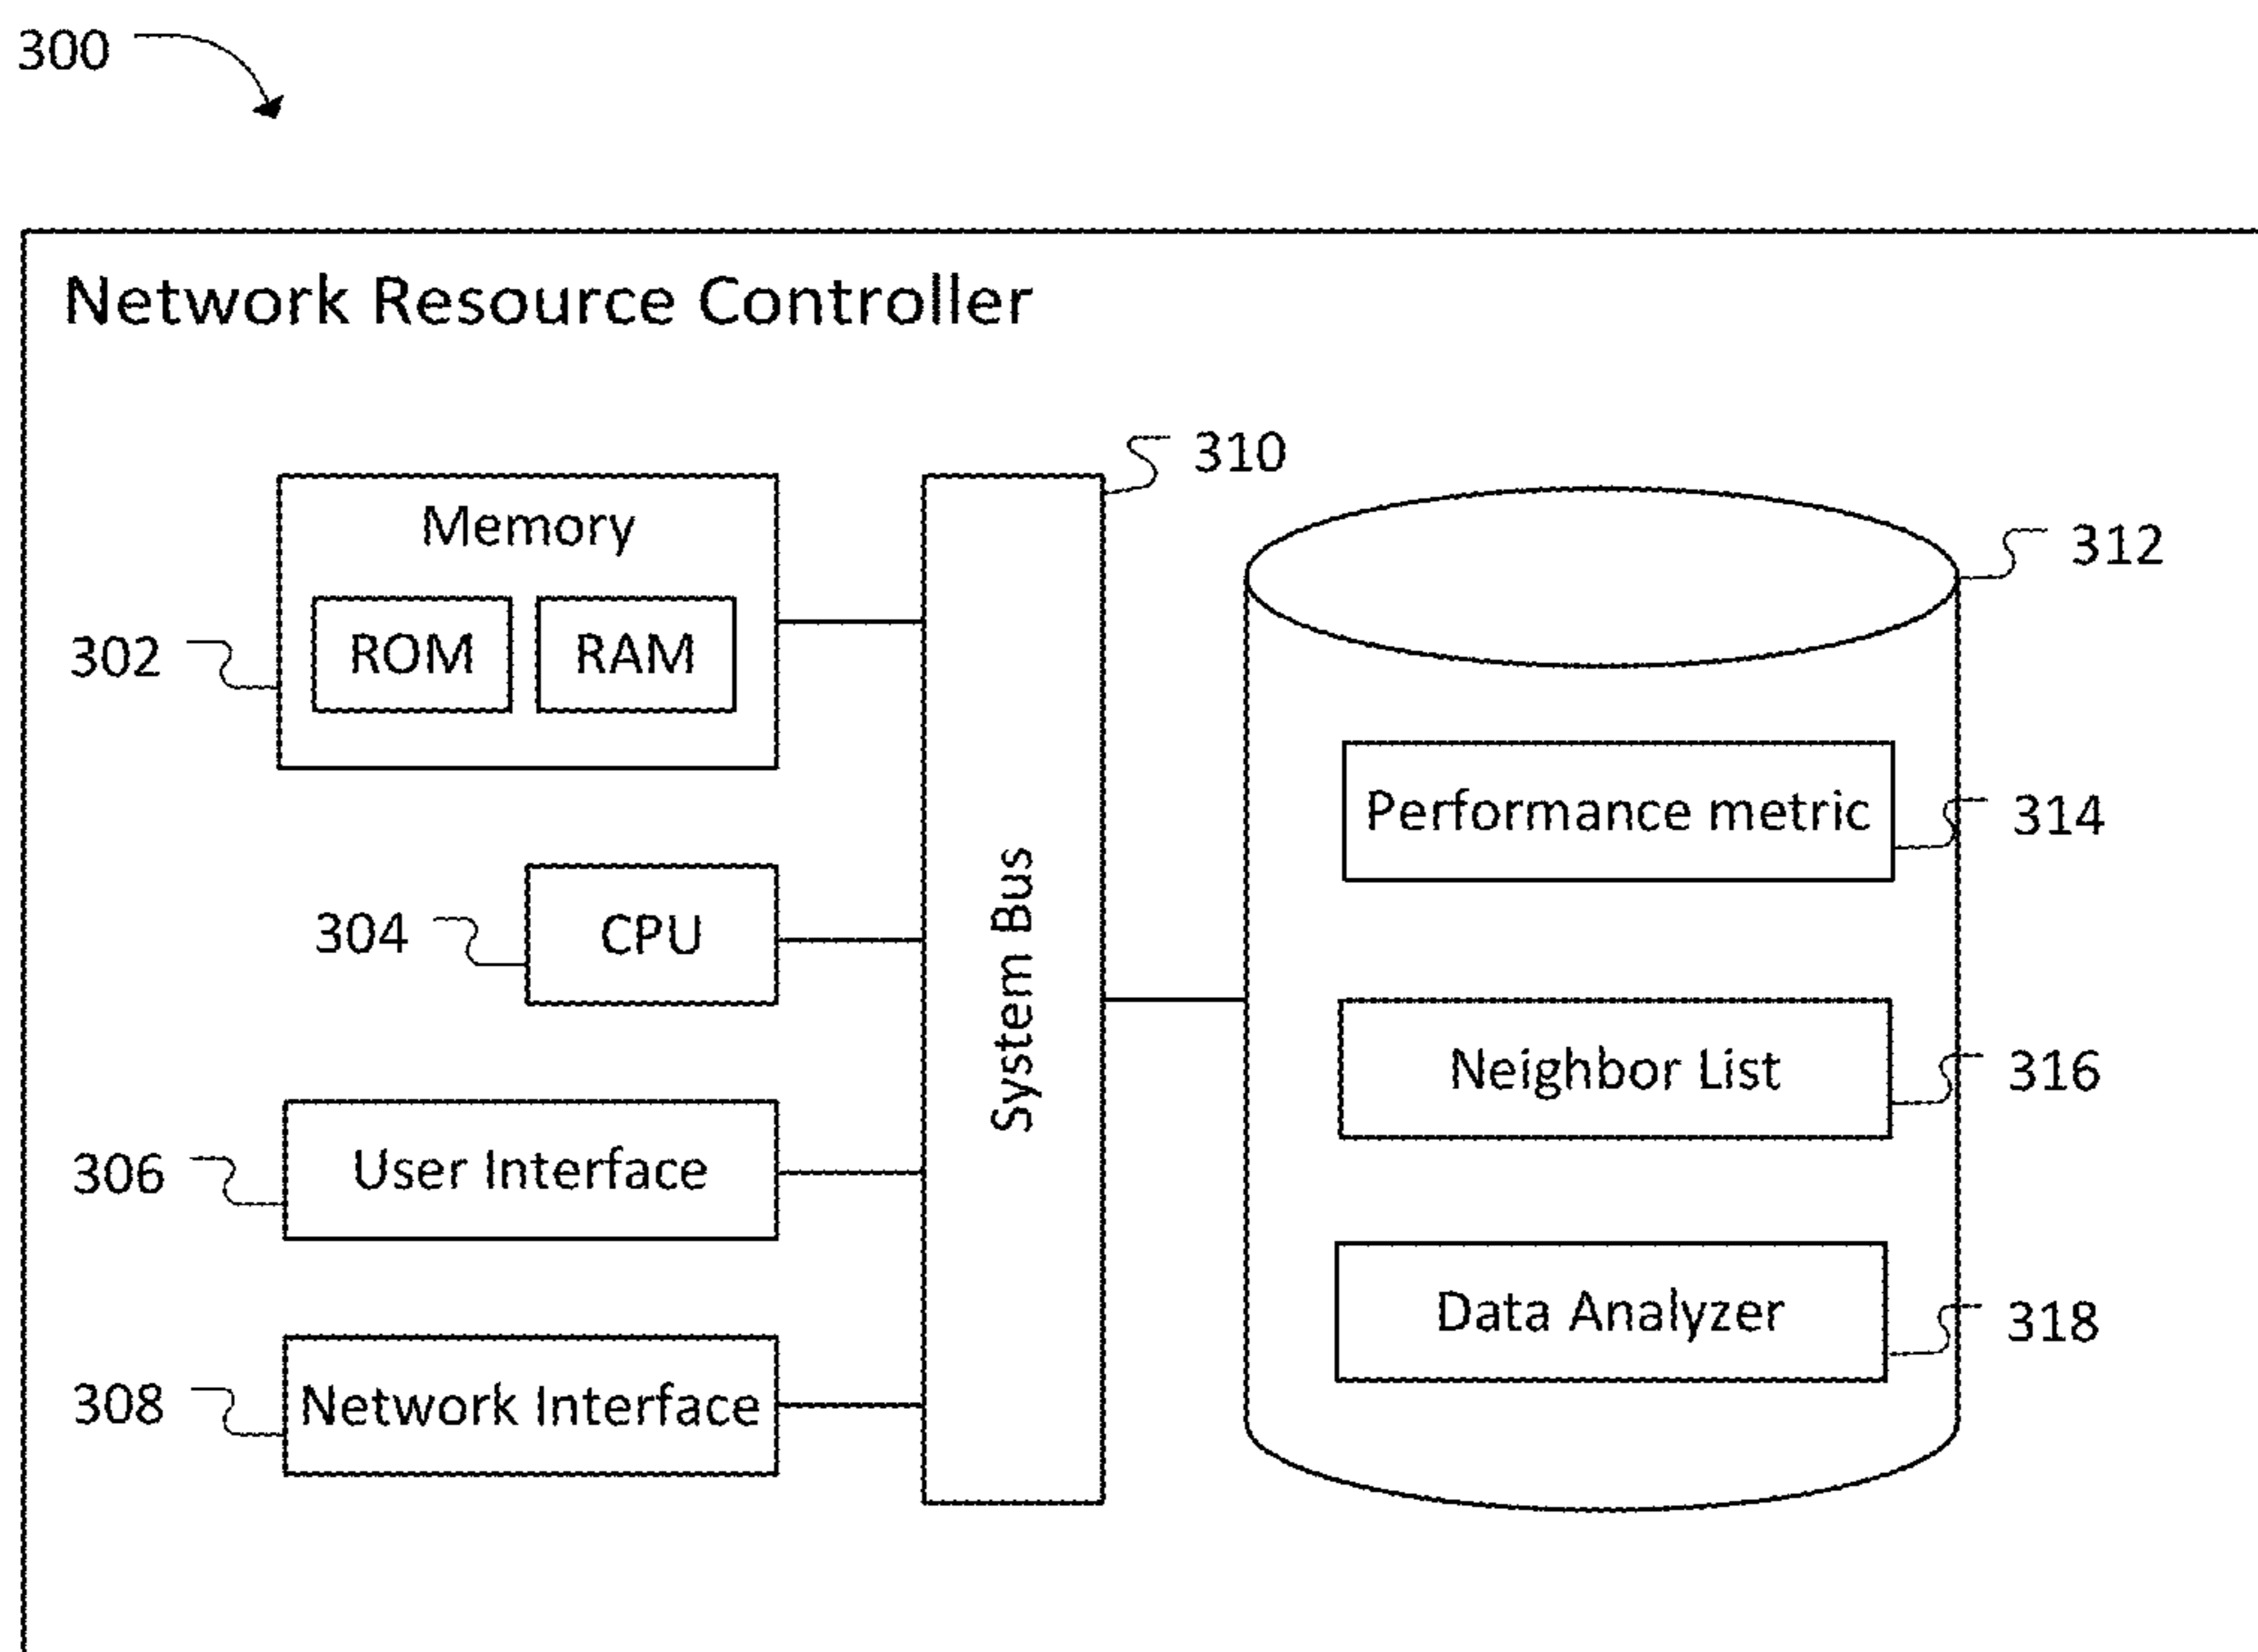 300
Network Resource Controller
310
Memory
312
ROM RAM
302
Performance metric
314
304
CPU
System Bus
Neighbor List
316
306
User Interface
Data Analyzer
318
308
Network Interface